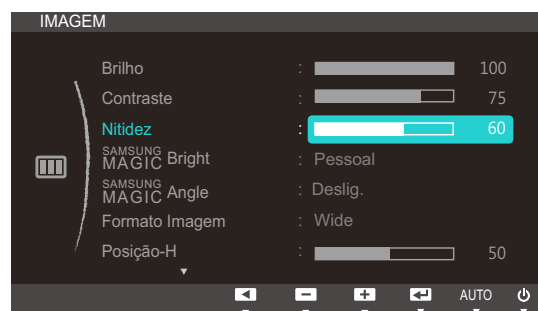 IMAGEM
Brilho : 100
Contraste : 75
Nitidez : 60
SAMSUNG MAGIC Bright : Pessoal
SAMSUNG MAGIC Angle : Deslig.
Formato Imagem : Wide
Posição-H : 50
AUTO